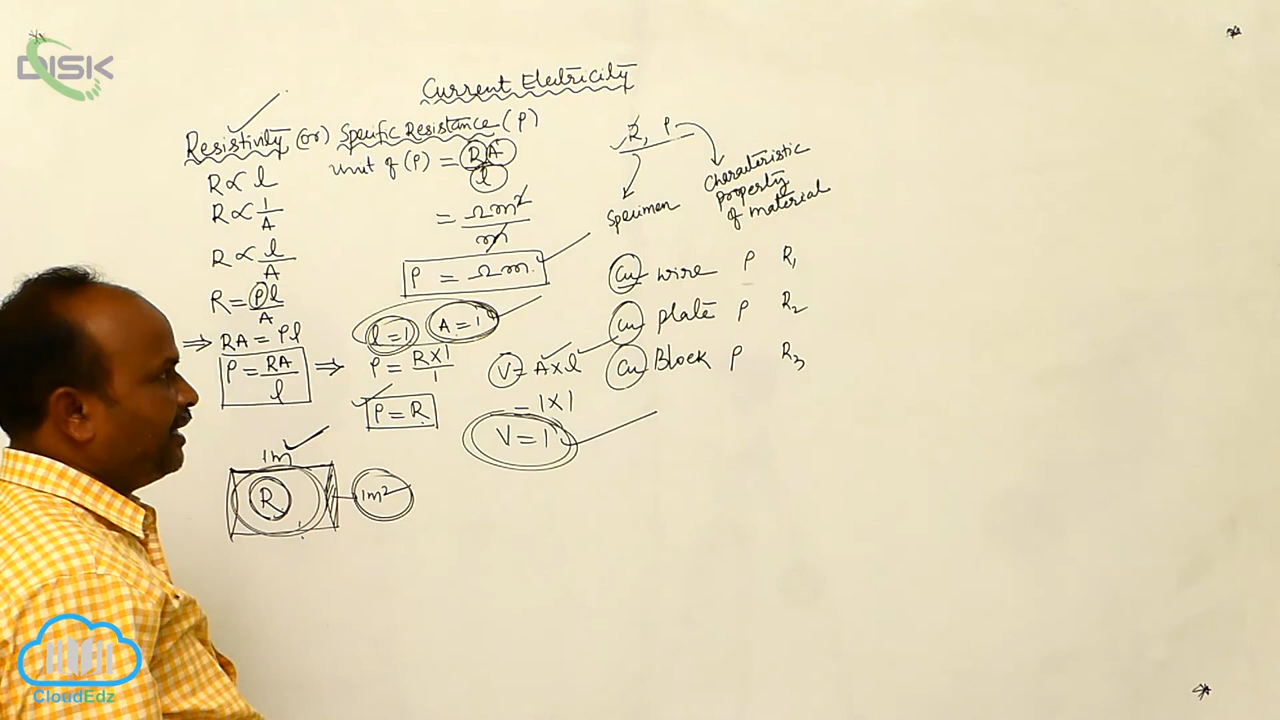 DISK
Current Electricity
Resistivity (or) Specific Resistance (ρ)
R ∝ l
R ∝ 1/A
R ∝ l/A
R = ρl/A
⇒ RA = ρl
ρ = RA/l ⇒
unit of (ρ) = RA/l
= Ωm²/m
ρ = Ωm.
l = 1 A = 1
ρ = R×1/1
ρ = R
V = A×l
= 1×1
V = 1
1m
R 1m²
R, ρ
Specimen
Characteristic
property
of material
Cu wire ρ R₁
Cu plate ρ R₂
Cu Block ρ R₃
CloudEdz